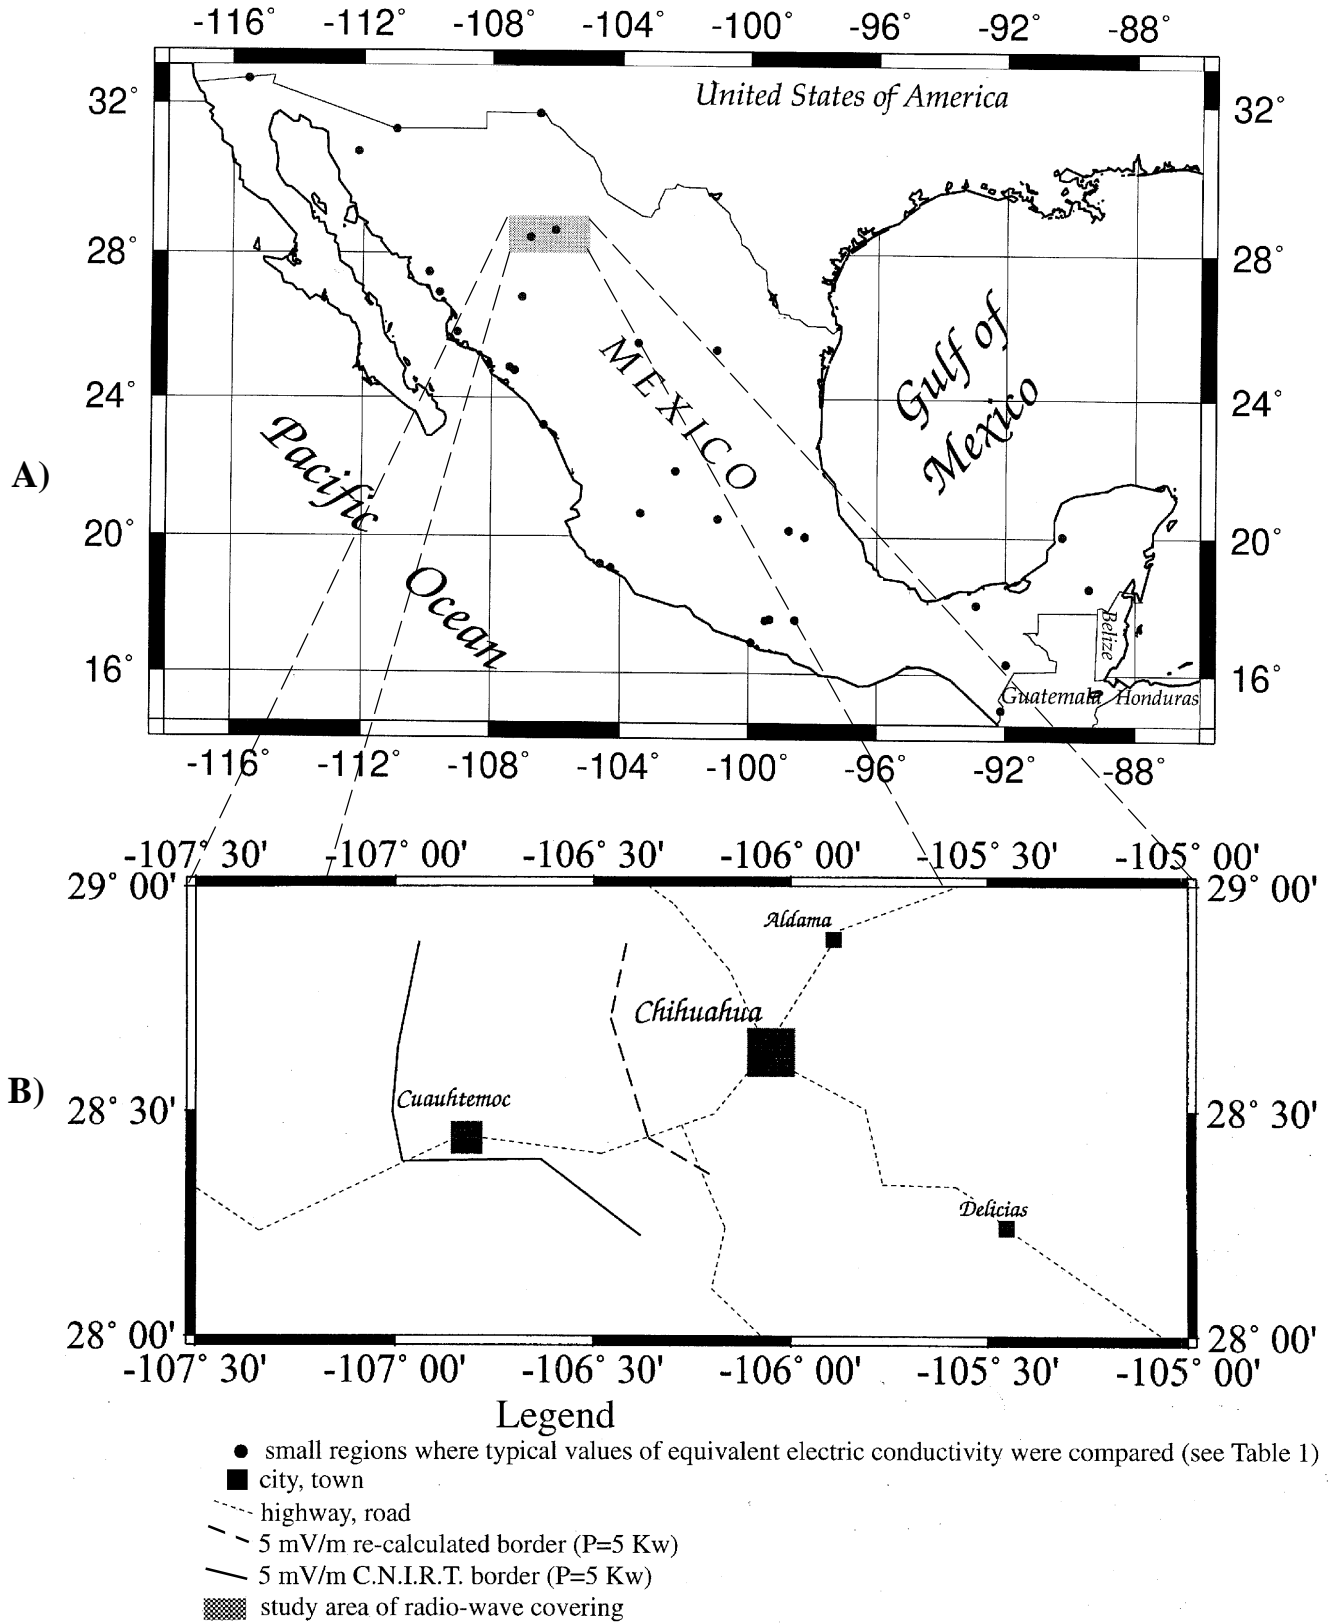 -116° -112° -108° -104° -100° -96° -92° -88°
United States of America
32° 32°
28° 28°
Gulf of
Mexico
MEXICO
24° 24°
Pacific
Ocean
A)
20° 20°
Belize
16° 16°
Guatemala Honduras
-116° -112° -108° -104° -100° -96° -92° -88°
-107° 30' -107° 00' -106° 30' -106° 00' -105° 30' -105° 00'
29° 00' 29° 00'
Aldama
Chihuahua
B)
Cuauhtemoc
28° 30' 28° 30'
Delicias
28° 00' 28° 00'
-107° 30' -107° 00' -106° 30' -106° 00' -105° 30' -105° 00'
Legend
small regions where typical values of equivalent electric conductivity were compared (see Table 1)
city, town
highway, road
5 mV/m re-calculated border (P=5 Kw)
5 mV/m C.N.I.R.T. border (P=5 Kw)
study area of radio-wave covering